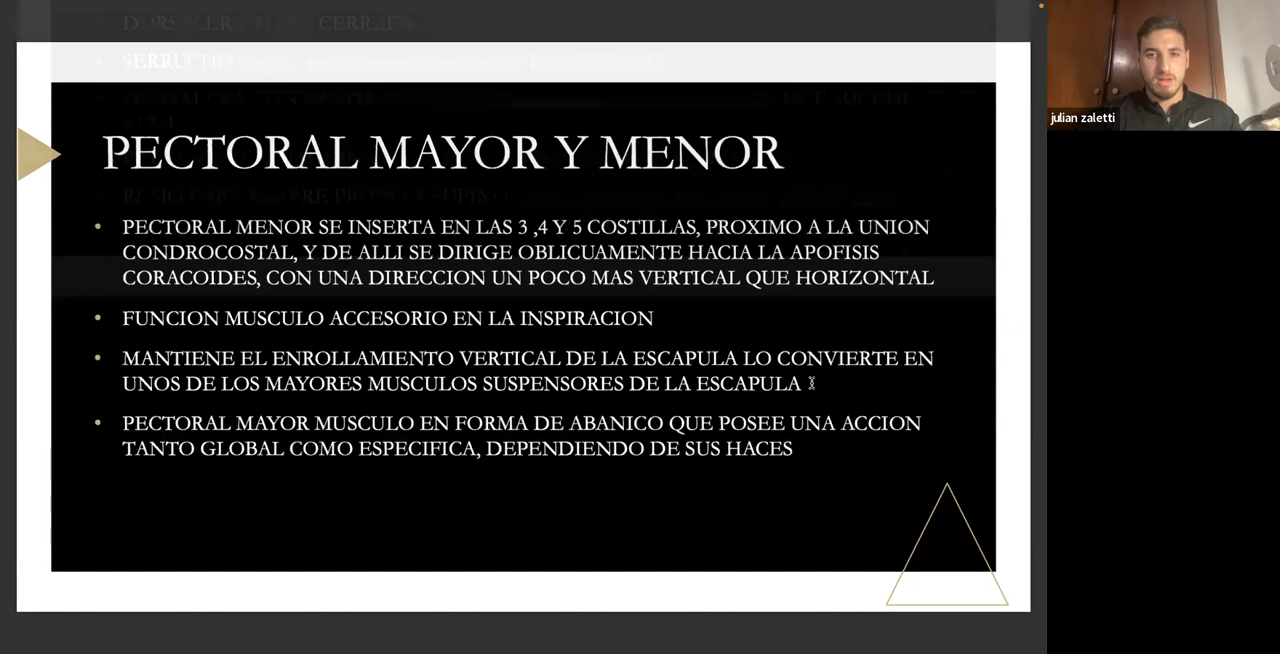 SERRUCHO
PECTORAL MAYOR Y MENOR
• PECTORAL MENOR SE INSERTA EN LAS 3 ,4 Y 5 COSTILLAS, PROXIMO A LA UNION
CONDROCOSTAL, Y DE ALLI SE DIRIGE OBLICUAMENTE HACIA LA APOFISIS
CORACOIDES, CON UNA DIRECCION UN POCO MAS VERTICAL QUE HORIZONTAL
• FUNCION MUSCULO ACCESORIO EN LA INSPIRACION
• MANTIENE EL ENROLLAMIENTO VERTICAL DE LA ESCAPULA LO CONVIERTE EN
UNOS DE LOS MAYORES MUSCULOS SUSPENSORES DE LA ESCAPULA
• PECTORAL MAYOR MUSCULO EN FORMA DE ABANICO QUE POSEE UNA ACCION
TANTO GLOBAL COMO ESPECIFICA, DEPENDIENDO DE SUS HACES
julian zaletti